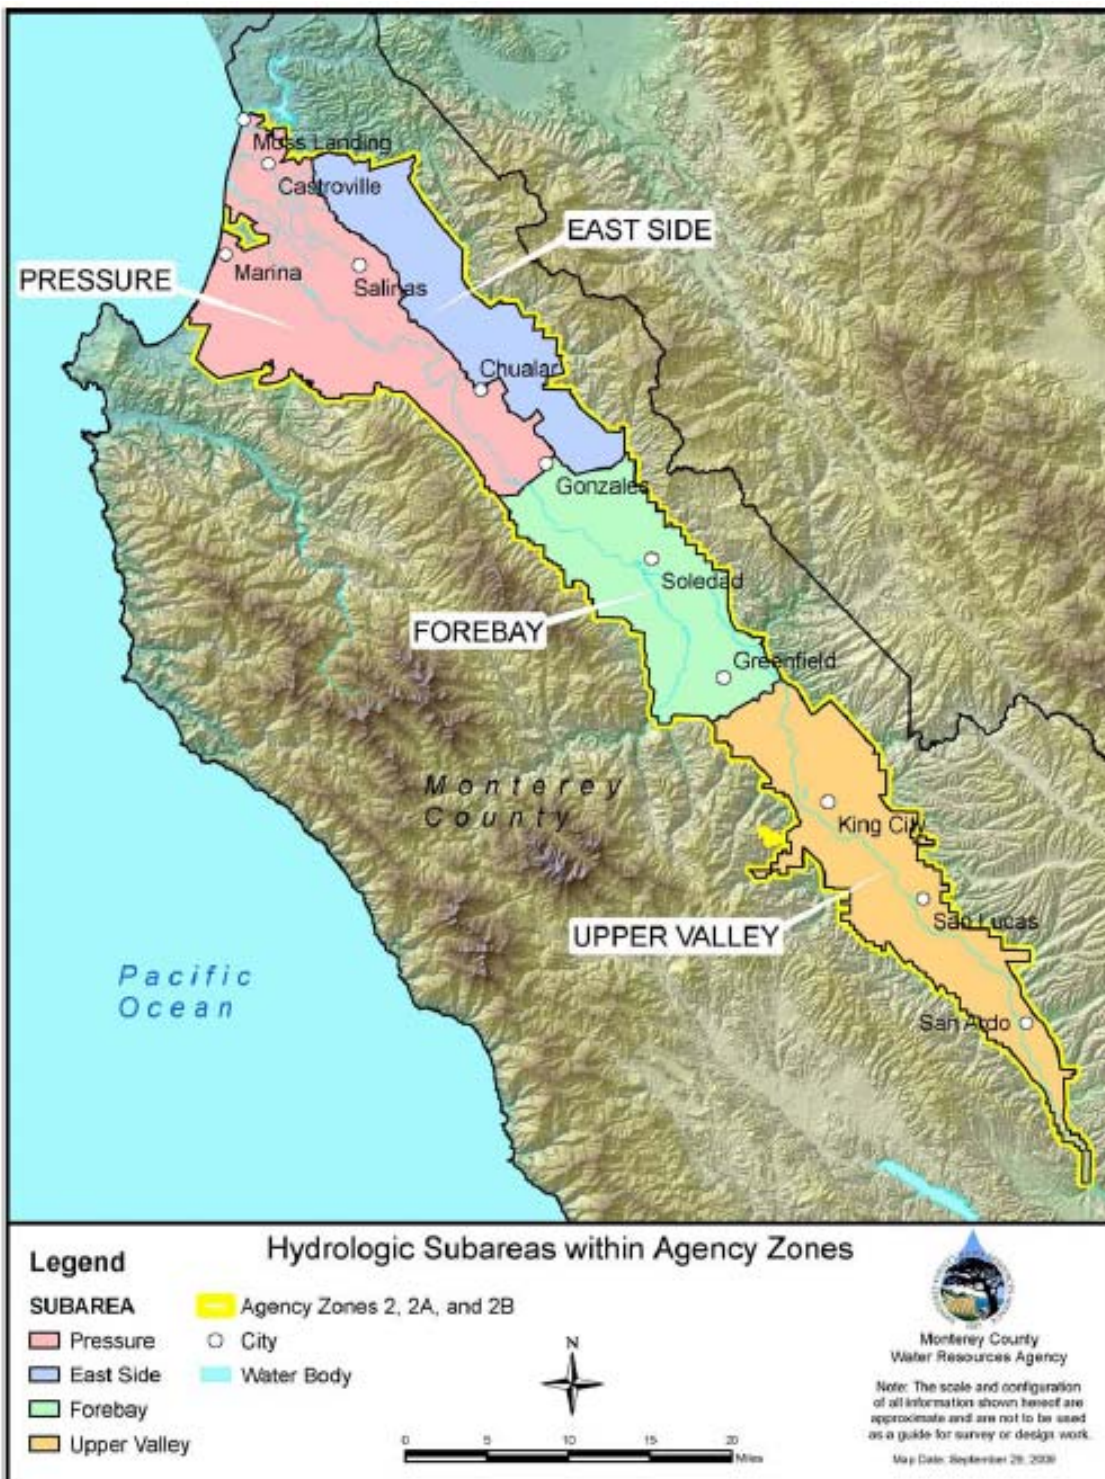 Moss Landing
Castroville
EAST SIDE
PRESSURE
Marina
Salinas
Chualar
Gonzales
Soledad
FOREBAY
Greenfield
Monterey
County
King City
San Lucas
UPPER VALLEY
Pacific
Ocean
San Ardo
Hydrologic Subareas within Agency Zones
Legend
SUBAREA
Pressure
East Side
Forebay
Upper Valley
Agency Zones 2, 2A, and 2B
City
Water Body
N
0 5 10 15 20
Miles
Monterey County
Water Resources Agency
Note: The scale and configuration
of all information shown hereof are
approximate and are not to be used
as a guide for survey or design work.
Map Date: September 29,